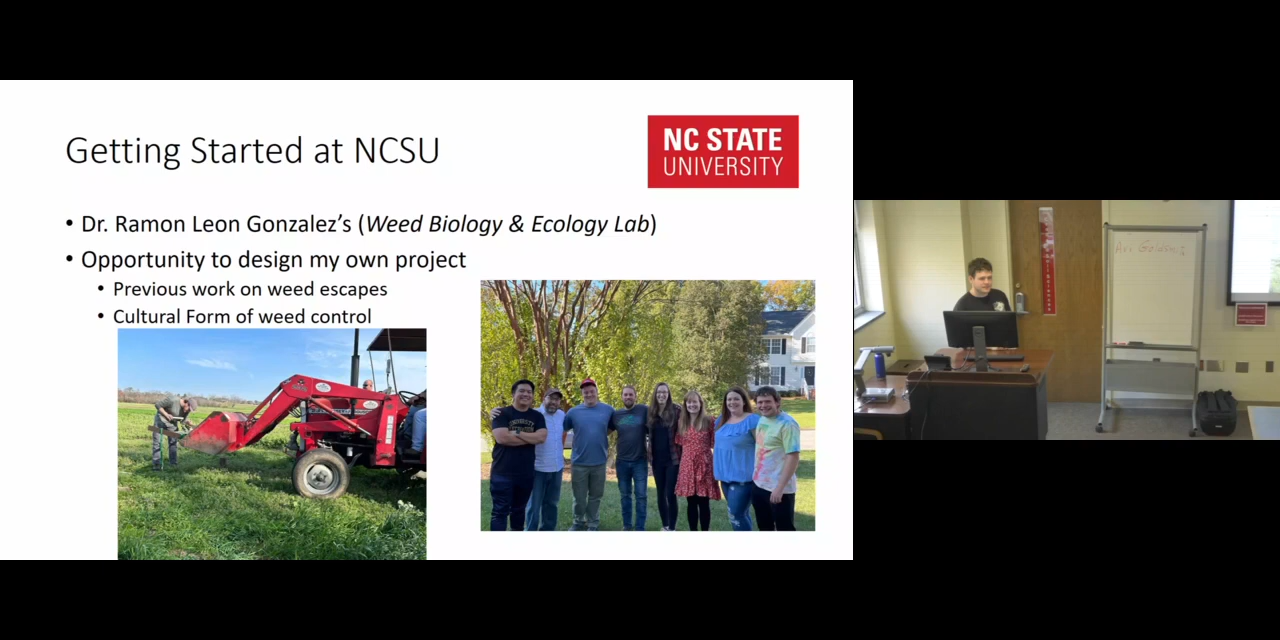 Getting Started at NCSU
NC STATE
UNIVERSITY
• Dr. Ramon Leon Gonzalez’s (Weed Biology & Ecology Lab)
• Opportunity to design my own project
• Previous work on weed escapes
• Cultural Form of weed control